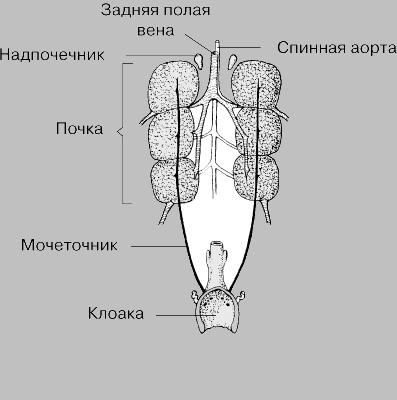 Задняя полая
вена
Спинная аорта
Надпочечник
Почка
Мочеточник
Клоака